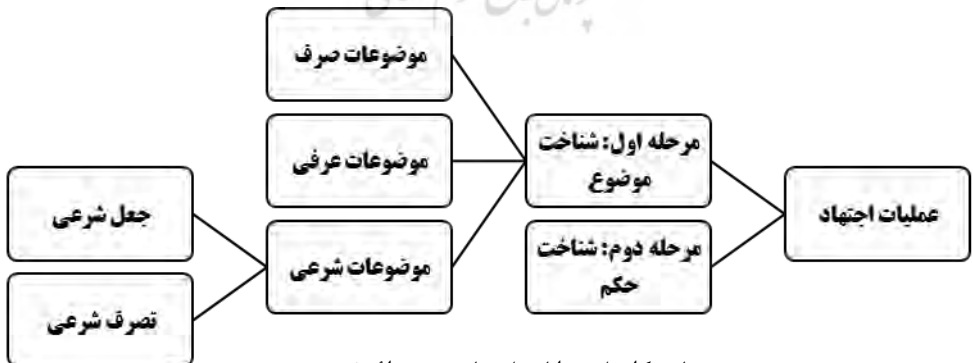 موضوعات صرف
موضوعات عرفی
موضوعات شرعی
مرحله اول: شناخت
موضوع
مرحله دوم: شناخت
حکم
عملیات اجتهاد
جعل شرعی
تصرف شرعی